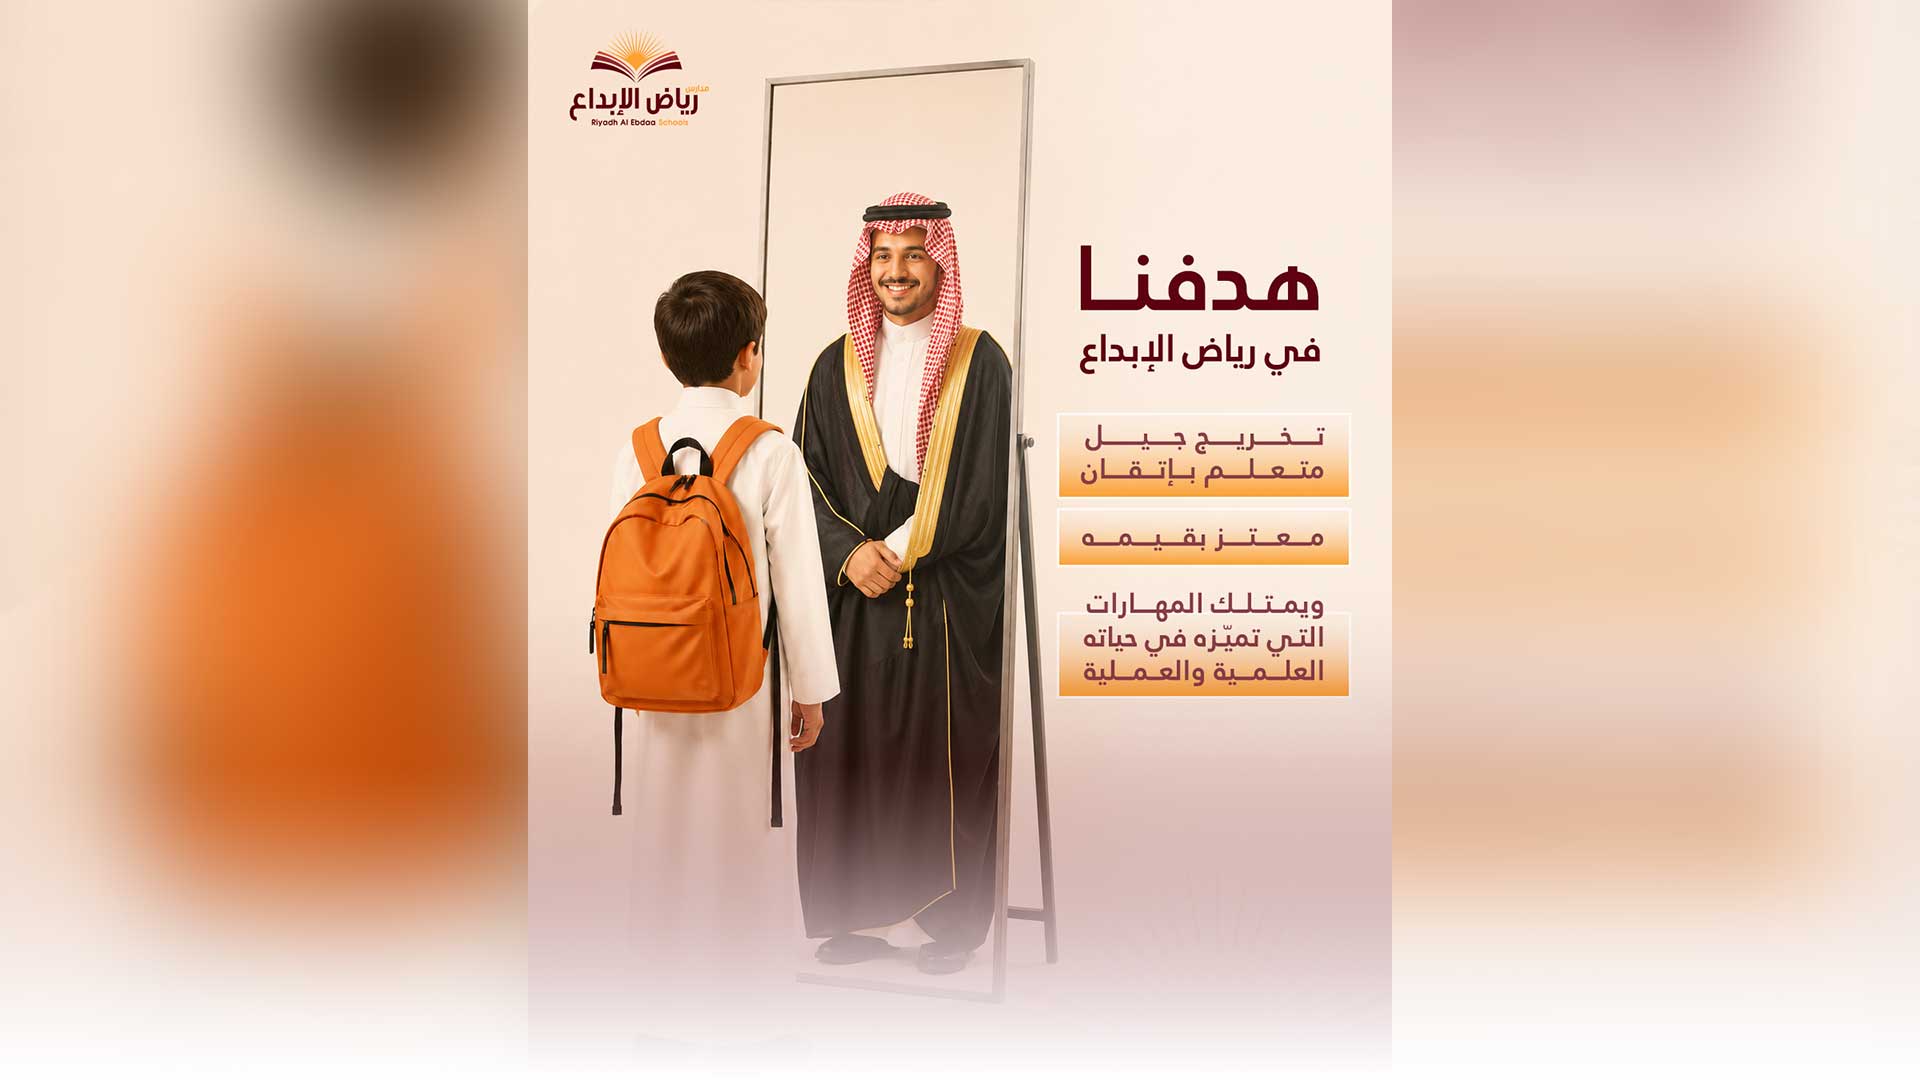 مدارس
رياض الإبداع
Riyadh Al Ebdaa Schools
هدفنا
في رياض الإبداع
تخريج جيل
متعلم بإتقان
معتز بقيمه
ويمتلك المهارات
التي تميّزه في حياته
العلمية والعملية